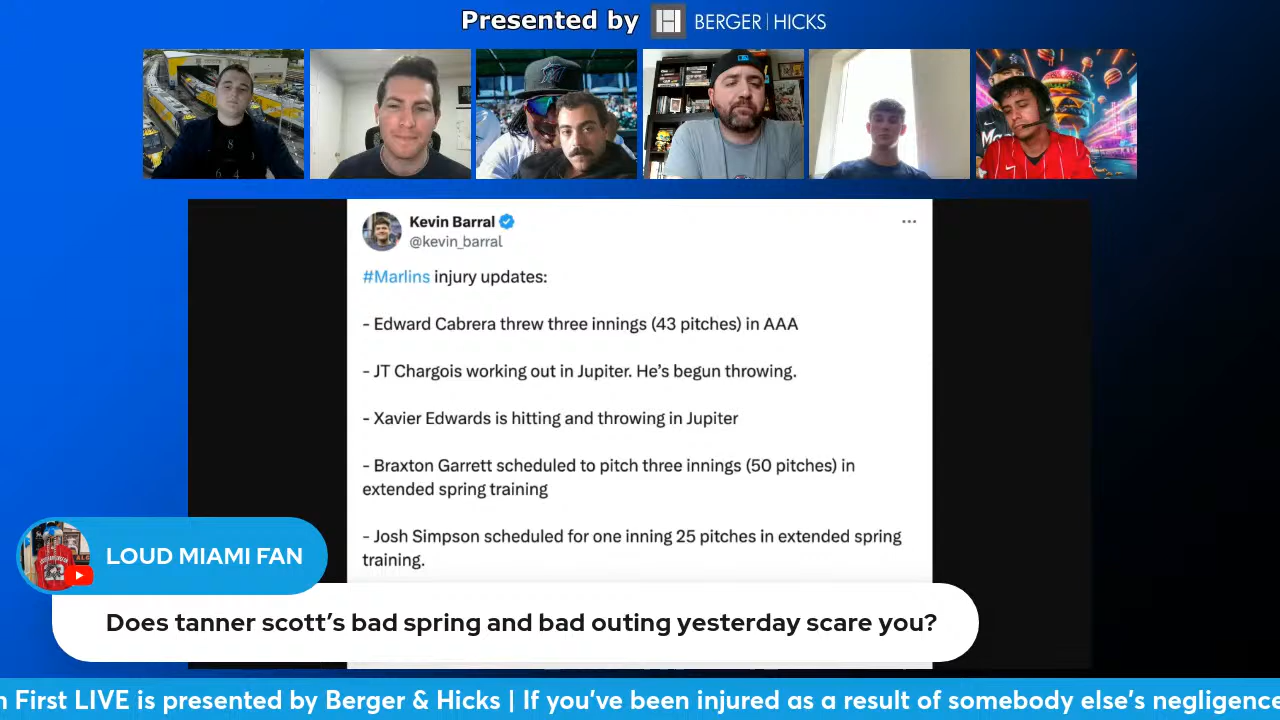 Presented by BERGER | HICKS
Kevin Barral
@kevin_barral
#Marlins injury updates:
- Edward Cabrera threw three innings (43 pitches) in AAA
- JT Chargois working out in Jupiter. He's begun throwing.
- Xavier Edwards is hitting and throwing in Jupiter
- Braxton Garrett scheduled to pitch three innings (50 pitches) in
extended spring training
- Josh Simpson scheduled for one inning 25 pitches in extended spring
training.
LOUD MIAMI FAN
Does tanner scott's bad spring and bad outing yesterday scare you?
n First LIVE is presented by Berger & Hicks | If you've been injured as a result of somebody else's negligence